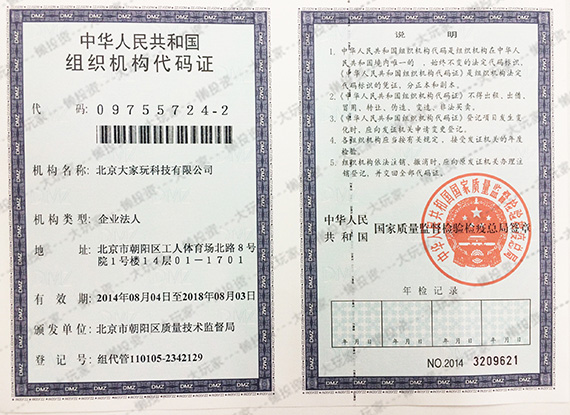 中华人民共和国
组织机构代码证
代 码: 09755724-2
机构名称: 北京大家玩科技有限公司
机构类型: 企业法人
地 址: 北京市朝阳区工人体育场北路8号
院1号楼14层01-1701
有 效 期: 2014年08月04日至2018年08月03日
颁发单位: 北京市朝阳区质量技术监督局
登 记 号: 组代管110105-2342129
说 明
1. 中华人民共和国组织机构代码是组织机构在中华人
民共和国境内唯一的、始终不变的法定代码标识,
《中华人民共和国组织机构代码证》是组织机构法定
代码标识的凭证,分正本和副本。
2.《中华人民共和国组织机构代码证》不得出租、出借、
冒用、转让、伪造、变造、非法买卖。
3.《中华人民共和国组织机构代码证》登记项目发生变
化时,应向发证机关申请变更登记。
4. 各组织机构应当按有关规定,接受发证机关的年度
检验。
5. 组织机构依法注销、撤消时,应向原发证机关办理注
销登记,并交回全部代码证。
中华人民
共 和 国 国家质量监督检验检疫总局签章
中华人民共和国国家质量监督检验检疫总局
年检记录
年 月 日 年 月 日 年 月 日 年 月 日
NO.2014 3209621